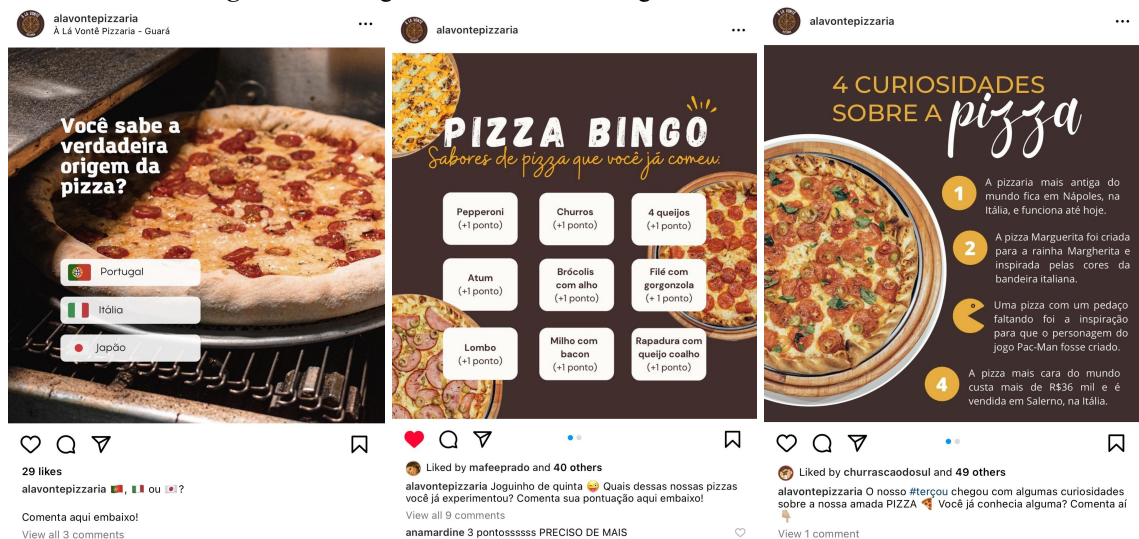 alavontepizzaria
À Lá Vontê Pizzaria - Guará
Você sabe a
verdadeira
origem da
pizza?
Portugal
Itália
Japão
29 likes
alavontepizzaria 🇵🇹, 🇮🇹 ou 🇯🇵?
Comenta aqui embaixo!
View all 3 comments
alavontepizzaria
PIZZA BINGO
Sabores de pizza que você já comeu:
Pepperoni
(+1 ponto)
Churros
(+1 ponto)
4 queijos
(+1 ponto)
Atum
(+1 ponto)
Brócolis
com alho
(+1 ponto)
Filé com
gorgonzola
(+ 1 ponto)
Lombo
(+1 ponto)
Milho com
bacon
(+1 ponto)
Rapadura com
queijo coalho
(+1 ponto)
Liked by mafeeprado and 40 others
alavontepizzaria Joguinho de quinta 😜 Quais dessas nossas pizzas
você já experimentou? Comenta sua pontuação aqui embaixo!
View all 9 comments
anamardine 3 pontossssss PRECISO DE MAIS
alavontepizzaria
4 CURIOSIDADES
SOBRE A pizza
1
A pizzaria mais antiga do
mundo fica em Nápoles, na
Itália, e funciona até hoje.
2
A pizza Marguerita foi criada
para a rainha Margherita e
inspirada pelas cores da
bandeira italiana.
Uma pizza com um pedaço
faltando foi a inspiração
para que o personagem do
jogo Pac-Man fosse criado.
4
A pizza mais cara do mundo
custa mais de R$36 mil e é
vendida em Salerno, na Itália.
Liked by churrascaodosul and 49 others
alavontepizzaria O nosso #terçou chegou com algumas curiosidades
sobre a nossa amada PIZZA 🍕 Você já conhecia alguma? Comenta aí
👇🏼
View 1 comment